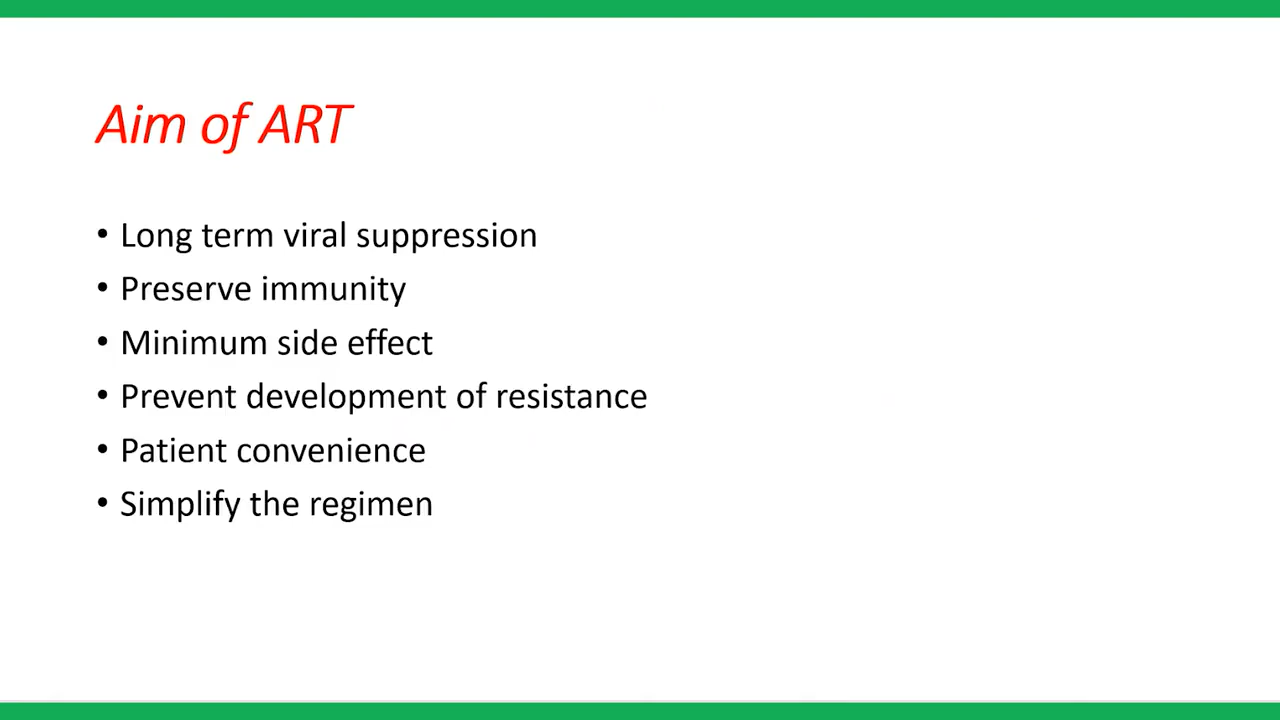 Aim of ART
• Long term viral suppression
• Preserve immunity
• Minimum side effect
• Prevent development of resistance
• Patient convenience
• Simplify the regimen